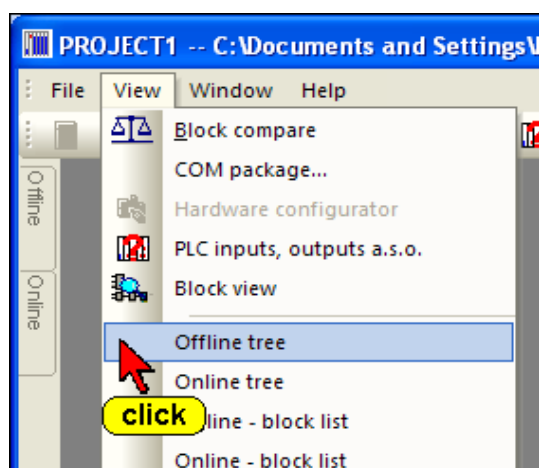 PROJECT1 -- C:\Documents and Settings\
File View Window Help
Block compare
COM package...
Hardware configurator
PLC inputs, outputs a.s.o.
Block view
Offline
Online
Offline tree
Online tree
click
line - block list
Online - block list